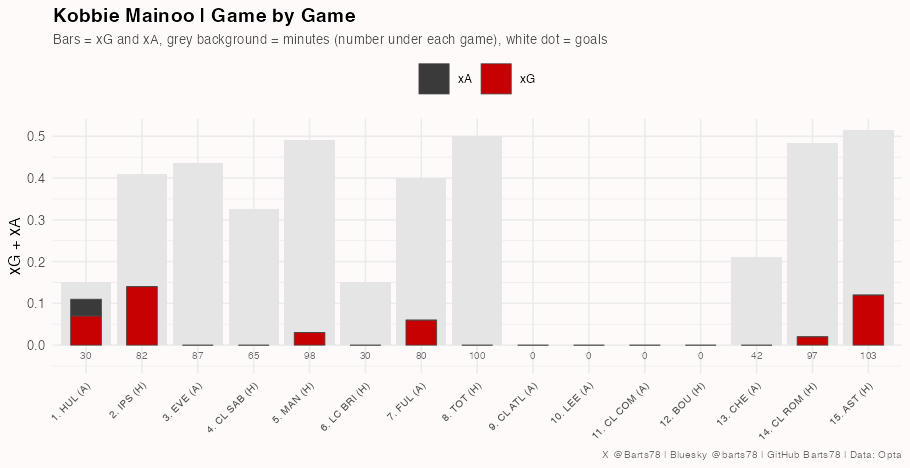 Kobbie Mainoo | Game by Game
Bars = xG and xA, grey background = minutes (number under each game), white dot = goals
xA xG
xG + xA
0.5
0.4
0.3
0.2
0.1
0.0
30 82 87 65 98 30 80 100 0 0 0 0 42 97 103
1. HUL (A)
2. IPS (H)
3. EVE (A)
4. CL SAB (H)
5. MAN (H)
6. LC BRI (H)
7. FUL (A)
8. TOT (H)
9. CL ATL (A)
10. LEE (A)
11. CL COM (A)
12. BOU (H)
13. CHE (A)
14. CL ROM (H)
15. AST (H)
X @Barts78 | Bluesky @barts78 | GitHub Barts78 | Data: Opta